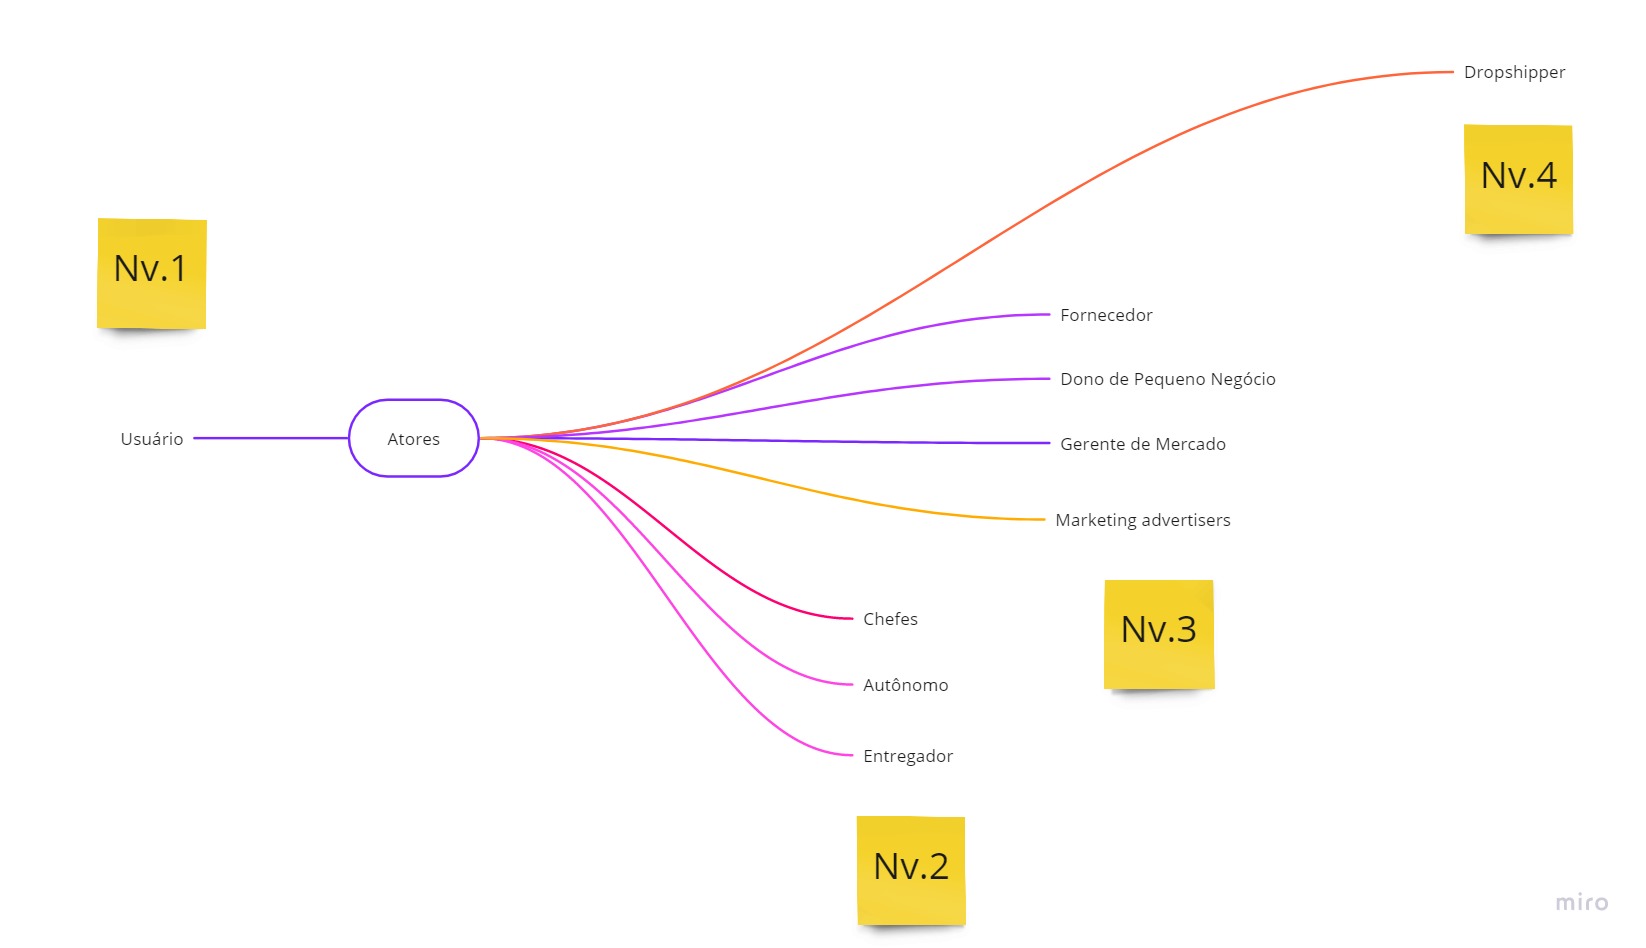 Dropshipper
Nv.4
Nv.1
Fornecedor
Dono de Pequeno Negócio
Usuário
Atores
Gerente de Mercado
Marketing advertisers
Chefes
Nv.3
Autônomo
Entregador
Nv.2
miro